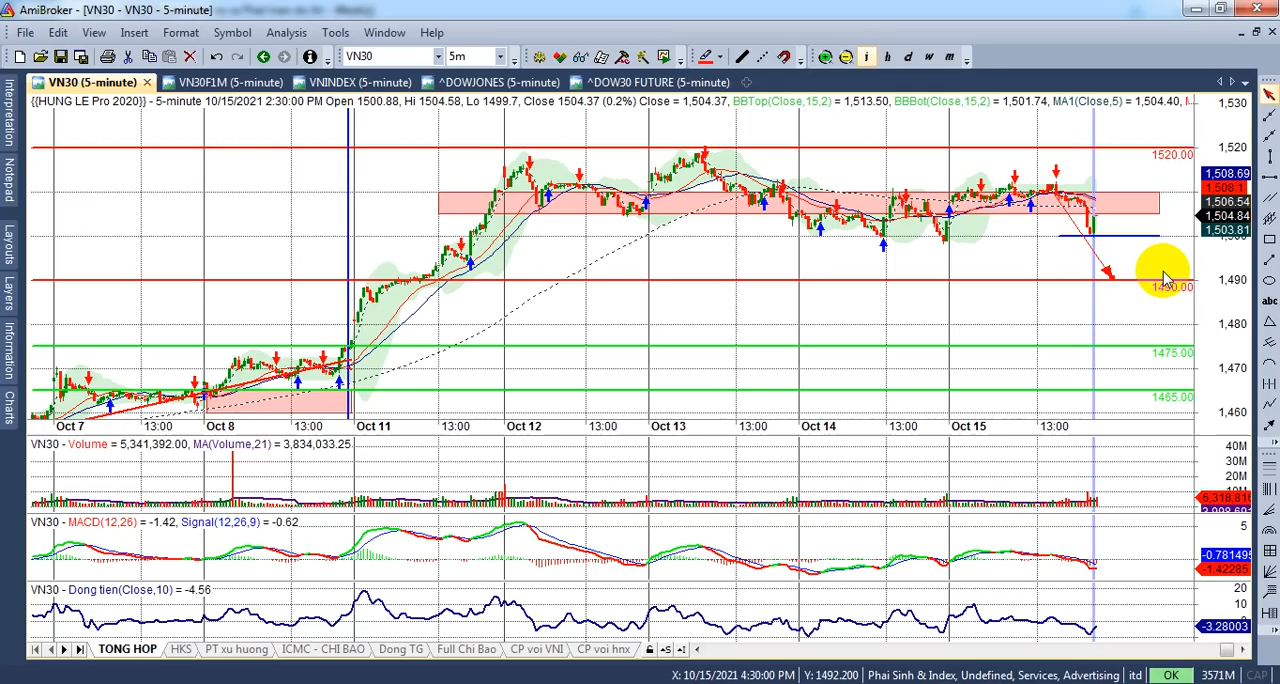 AmiBroker - [VN30 - VN30 - 5-minute]
File Edit View Insert Format Symbol Analysis Tools Window Help
VN30 5m i h d w m
VN30 (5-minute) VN30F1M (5-minute) VNINDEX (5-minute) ^DOWJONES (5-minute) ^DOW30 FUTURE (5-minute)
{{HUNG LE Pro 2020}} - 5-minute 10/15/2021 2:30:00 PM Open 1500.88, Hi 1504.58, Lo 1499.7, Close 1504.37 (0.2%) Close = 1,504.37, BBTop(Close,15,2) = 1,513.50, BBBot(Close,15,2) = 1,501.74, MA1(Close,5) = 1,504.40,
Interpretation
Notepad
Layouts
Layers
Information
Charts
1,530
1,520
1520.00
1,508.69
1,508.1
1,506.54
1,504.84
1,503.81
1,490
1490.00
1,480
1475.00
1,470
1465.00
1,460
abc
Oct 7 13:00 Oct 8 13:00 Oct 11 13:00 Oct 12 13:00 Oct 13 13:00 Oct 14 13:00 Oct 15 13:00
VN30 - Volume = 5,341,392.00, MA(Volume,21) = 3,834,033.25
40M
30M
20M
6,318,816
VN30 - MACD(12,26) = -1.42, Signal(12,26,9) = -0.62
5
-0.781495
-1.42285
VN30 - Dong tien(Close,10) = -4.56
20
10
-3.28003
TONG HOP HKS PT xu huong ICMC - CHI BAO Dong TG Full Chi Bao CP voi VNI CP voi hnx
X: 10/15/2021 4:30:00 PM Y: 1492.200 Phai Sinh & Index, Undefined, Services, Advertising itd OK 3571M CAP